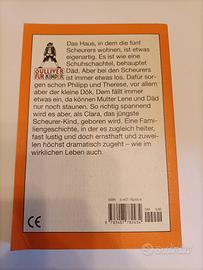 GULLIVER
FÜR KINDER
Das Haus, in dem die fünf
Scheurers wohnen, ist etwas
eigenartig. Es ist wie eine
Schuhschachtel, behauptet
Däd. Aber bei den Scheurers
ist immer etwas los. Dafür sor-
gen schon Philipp und Therese, vor allem
aber der kleine Dök. Dem fällt immer
etwas ein, da können Mutter Lene und Däd
nur staunen. So richtig spannend
wird es aber, als Clara, das jüngste
Scheurer-Kind, geboren wird. Eine Fami-
liengeschichte, in der es zugleich heiter,
fast lustig und doch ernsthaft und zuwei-
len höchst dramatisch zugeht – wie im
wirklichen Leben auch.
ISBN
CE
subito